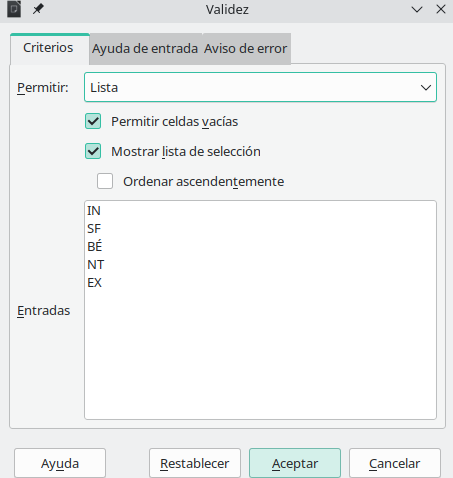 Validez
Criterios Ayuda de entrada Aviso de error
Permitir: Lista
Permitir celdas vacías
Mostrar lista de selección
Ordenar ascendentemente
IN
SF
BÉ
NT
EX
Entradas
Ayuda Restablecer Aceptar Cancelar